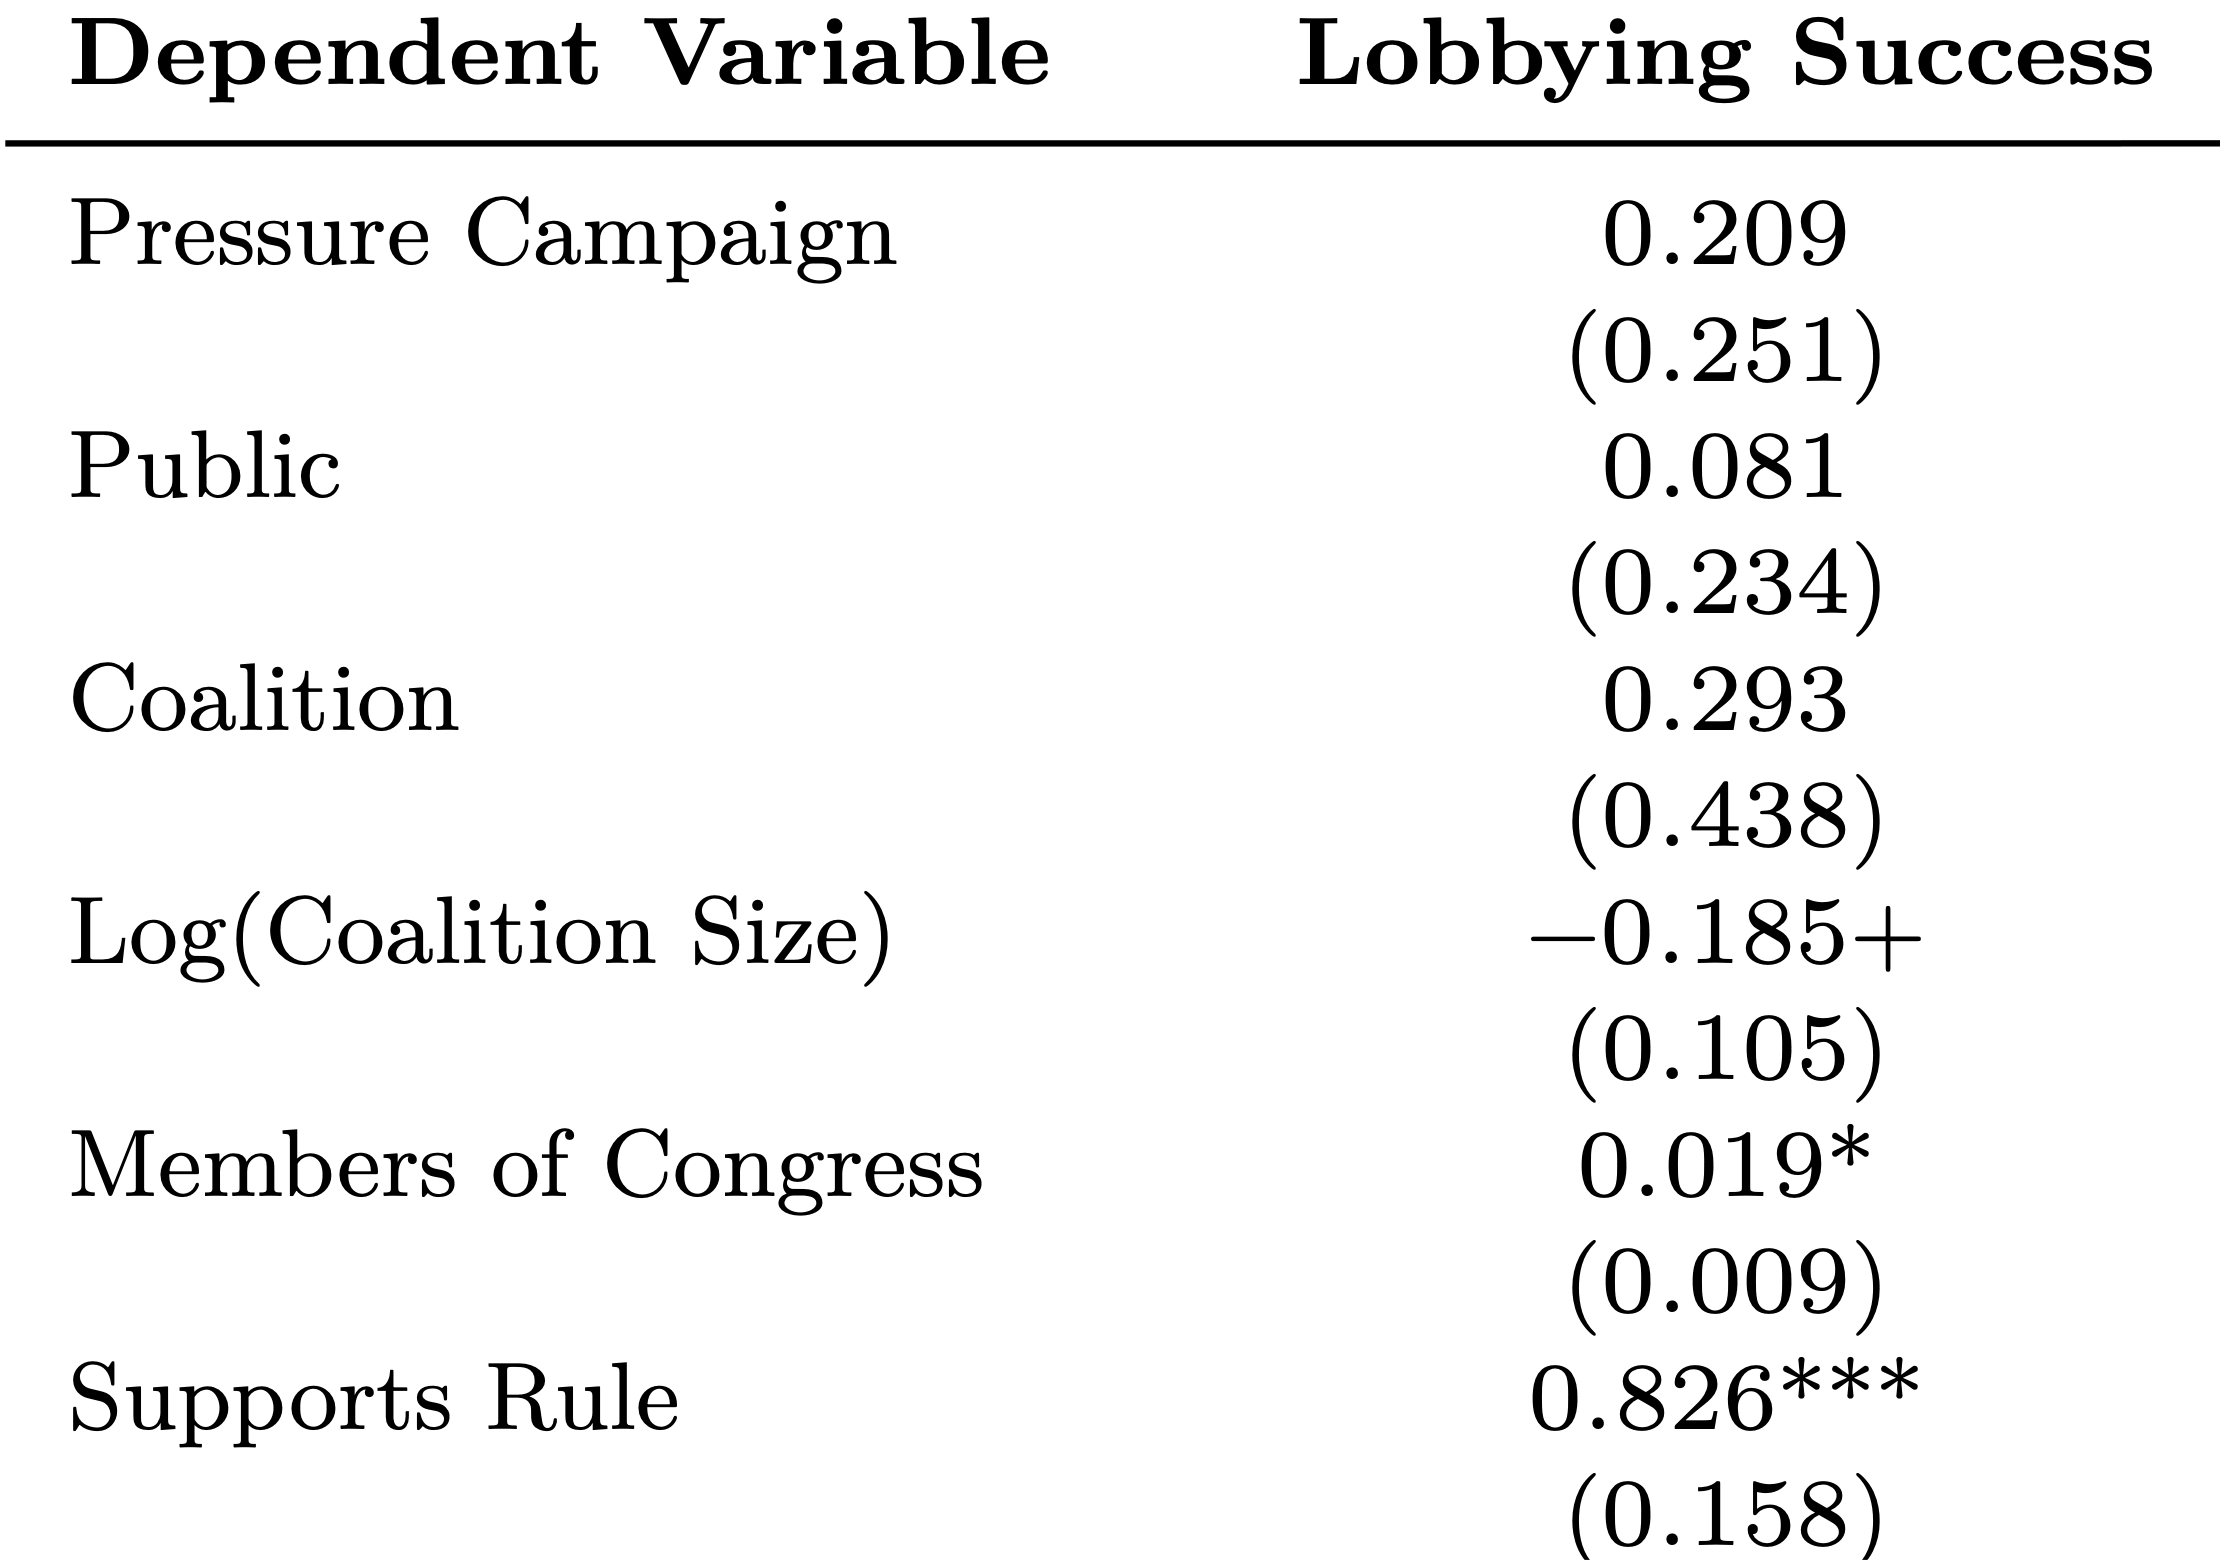 Dependent Variable Lobbying Success
Pressure Campaign 0.209
(0.251)
Public 0.081
(0.234)
Coalition 0.293
(0.438)
Log(Coalition Size) −0.185+
(0.105)
Members of Congress 0.019*
(0.009)
Supports Rule 0.826***
(0.158)